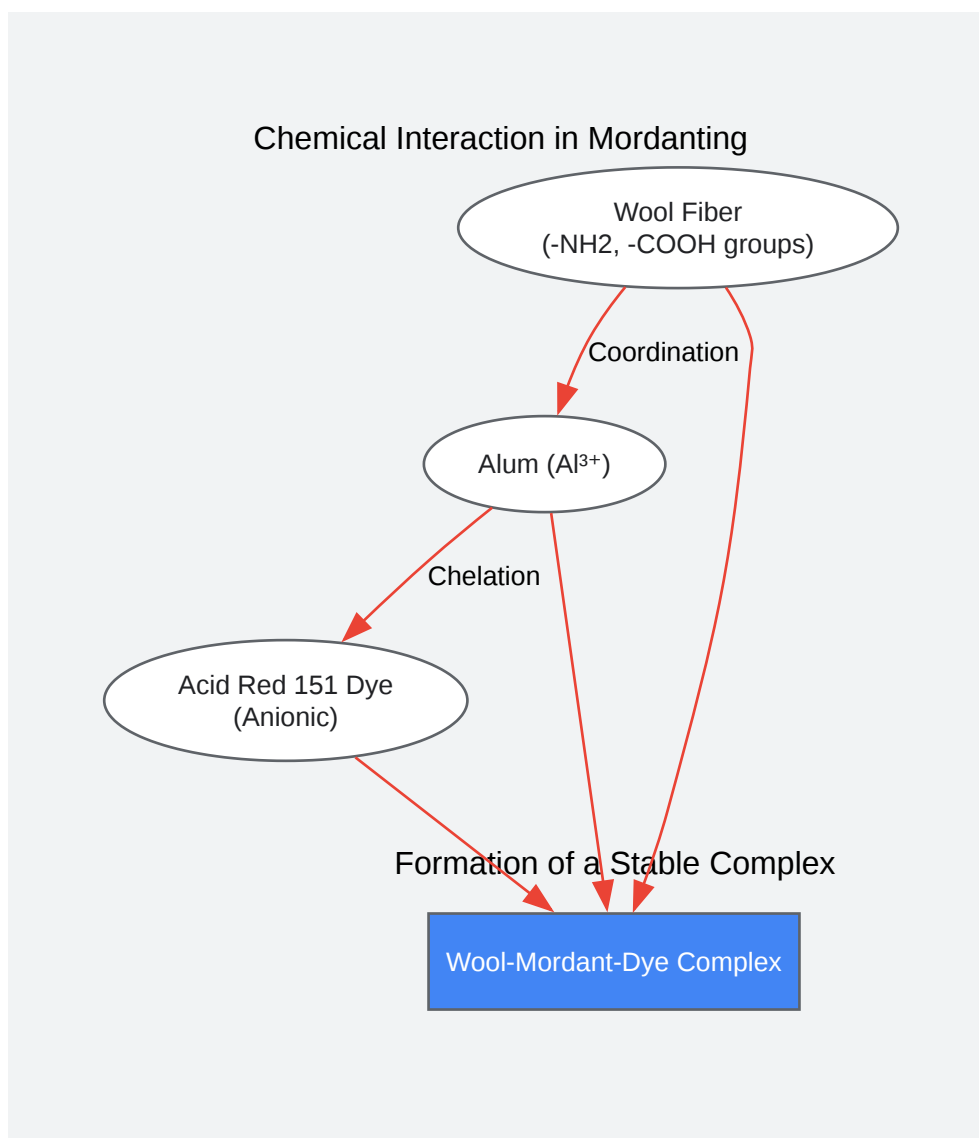 Chemical Interaction in Mordanting
Wool Fiber
(-NH2, -COOH groups)
Coordination
Alum (Al³⁺)
Chelation
Acid Red 151 Dye
(Anionic)
Formation of a Stable Complex
Wool-Mordant-Dye Complex